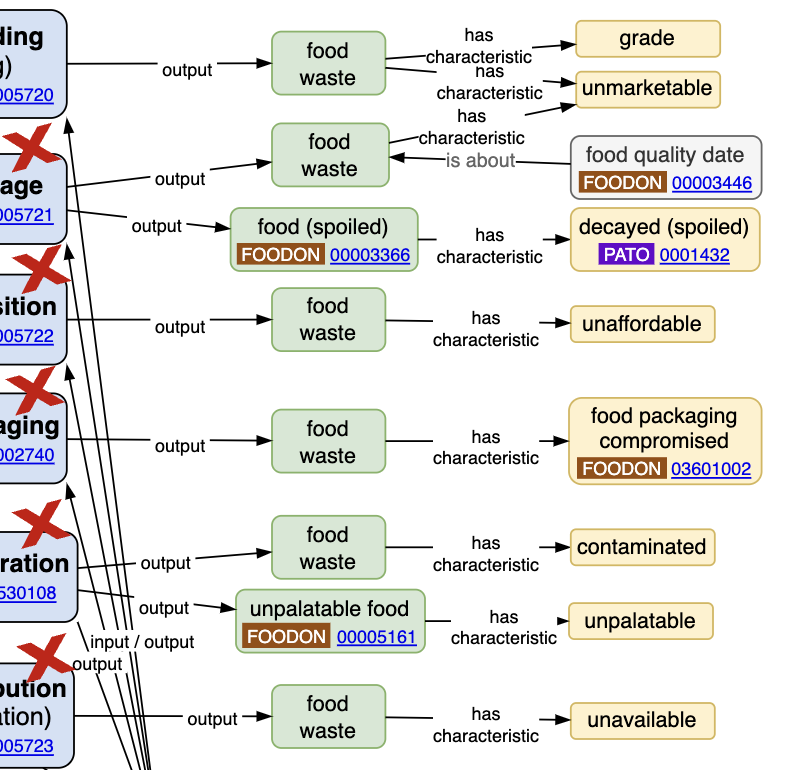 ding
g)
005720
output
food
waste
has
characteristic
grade
has
characteristic
unmarketable
has
characteristic
age
005721
output
food
waste
is about
food quality date
FOODON 00003446
output
food (spoiled)
FOODON 00003366
has
characteristic
decayed (spoiled)
PATO 0001432
sition
005722
output
food
waste
has
characteristic
unaffordable
aging
002740
output
food
waste
has
characteristic
food packaging
compromised
FOODON 03601002
ration
530108
output
food
waste
has
characteristic
contaminated
output
unpalatable food
FOODON 00005161
has
characteristic
unpalatable
input / output
output
bution
ation)
005723
output
food
waste
has
characteristic
unavailable